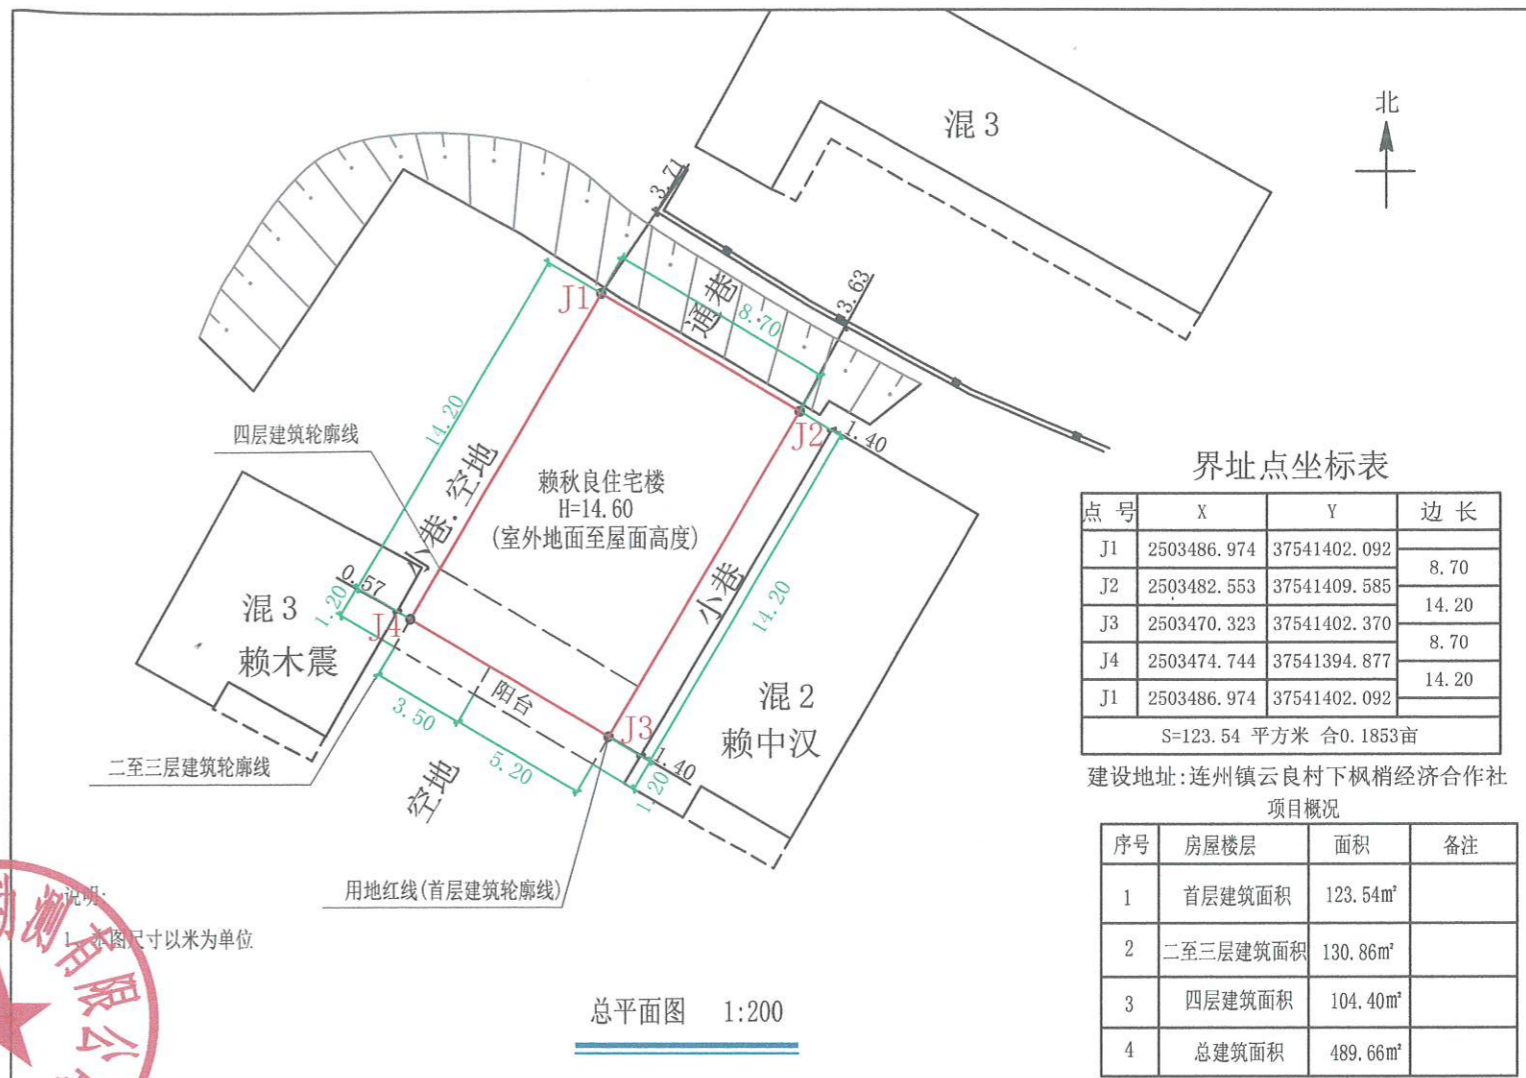 北
混3
3.71
3.63
通巷
8.70
J1
J2
1.40
14.20
四层建筑轮廓线
小巷.空地
赖秋良住宅楼
H=14.60
(室外地面至屋面高度)
小巷
14.20
0.57
1.20
J4
混3
赖木震
阳台
3.50
5.20
J3
1.40
1.20
混2
赖中汉
二至三层建筑轮廓线
空地
用地红线(首层建筑轮廓线)
界址点坐标表
点 号 X Y 边 长
J1 2503486.974 37541402.092
8.70
J2 2503482.553 37541409.585
14.20
J3 2503470.323 37541402.370
8.70
J4 2503474.744 37541394.877
14.20
J1 2503486.974 37541402.092
S=123.54 平方米 合0.1853亩
建设地址:连州镇云良村下枫梢经济合作社
项目概况
序号 房屋楼层 面积 备注
1 首层建筑面积 123.54m²
2 二至三层建筑面积 130.86m²
3 四层建筑面积 104.40m²
4 总建筑面积 489.66m²
说明:
1、本图尺寸以米为单位
测有限公
总平面图 1:200